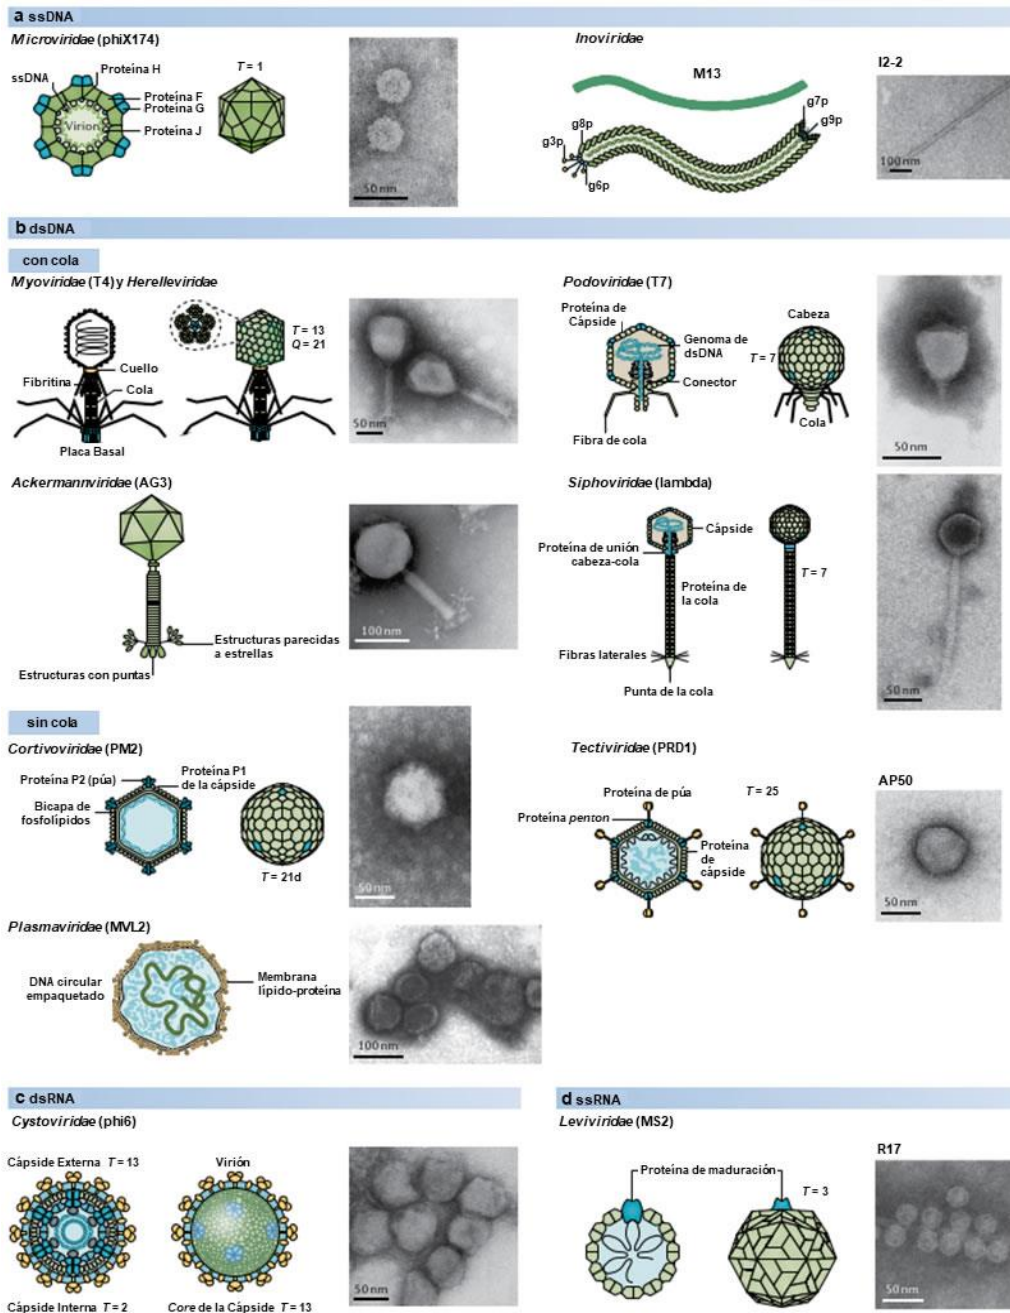 a ssDNA
Microviridae (phiX174)
ssDNA
Proteína H
Proteína F
Proteína G
Proteína J
Virion
T = 1
50 nm
Inoviridae
M13
g7p
g9p
g8p
g3p
g6p
I2-2
100 nm
b dsDNA
con cola
Myoviridae (T4) y Herelleviridae
T = 13
Q = 21
Cuello
Fibritina
Cola
Placa Basal
50 nm
Podoviridae (T7)
Proteína de
Cápside
Genoma de
dsDNA
Conector
Fibra de cola
T = 7
Cabeza
Cola
50 nm
Ackermannviridae (AG3)
Estructuras parecidas
a estrellas
Estructuras con puntas
100 nm
Siphoviridae (lambda)
Cápside
Proteína de unión
cabeza-cola
Proteína de
la cola
T = 7
Fibras laterales
Punta de la cola
50 nm
sin cola
Cortivoviridae (PM2)
Proteína P2 (púa)
Proteína P1
de la cápside
Bicapa de
fosfolípidos
T = 21d
50 nm
Tectiviridae (PRD1)
Proteína de púa
T = 25
Proteína penton
Proteína
de
cápside
AP50
50 nm
Plasmaviridae (MVL2)
DNA circular
empaquetado
Membrana
lípido-proteína
100 nm
c dsRNA
Cystoviridae (phi6)
Cápside Externa T = 13
Virión
Cápside Interna T = 2
Core de la Cápside T = 13
50 nm
d ssRNA
Leviviridae (MS2)
Proteína de maduración
T = 3
R17
50 nm